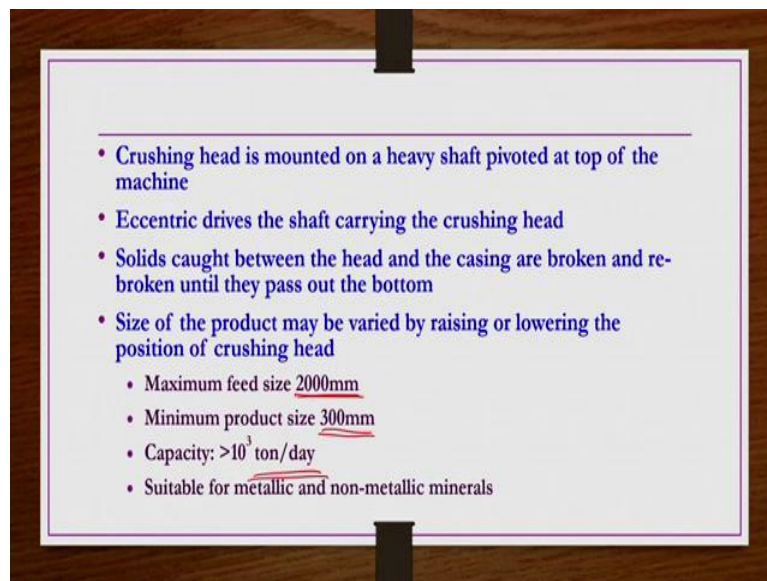 • Crushing head is mounted on a heavy shaft pivoted at top of the
machine
• Eccentric drives the shaft carrying the crushing head
• Solids caught between the head and the casing are broken and re-
broken until they pass out the bottom
• Size of the product may be varied by raising or lowering the
position of crushing head
• Maximum feed size 2000mm
• Minimum product size 300mm
• Capacity: >10³ ton/day
• Suitable for metallic and non-metallic minerals